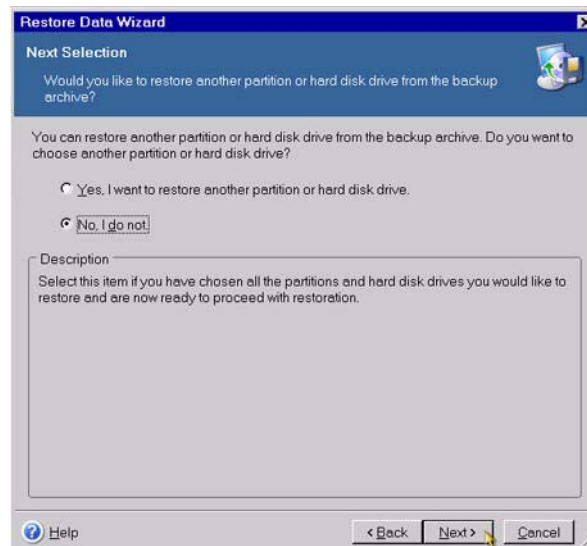 Restore Data Wizard
Next Selection
Would you like to restore another partition or hard disk drive from the backup
archive?
You can restore another partition or hard disk drive from the backup archive. Do you want to
choose another partition or hard disk drive?
Yes, I want to restore another partition or hard disk drive.
No, I do not.
Description
Select this item if you have chosen all the partitions and hard disk drives you would like to
restore and are now ready to proceed with restoration.
Help
< Back
Next >
Cancel